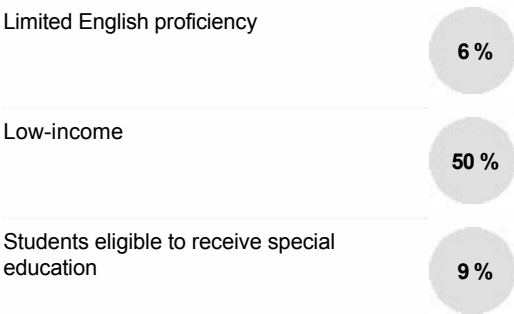 Limited English proficiency
6 %
Low-income
50 %
Students eligible to receive special
education
9 %